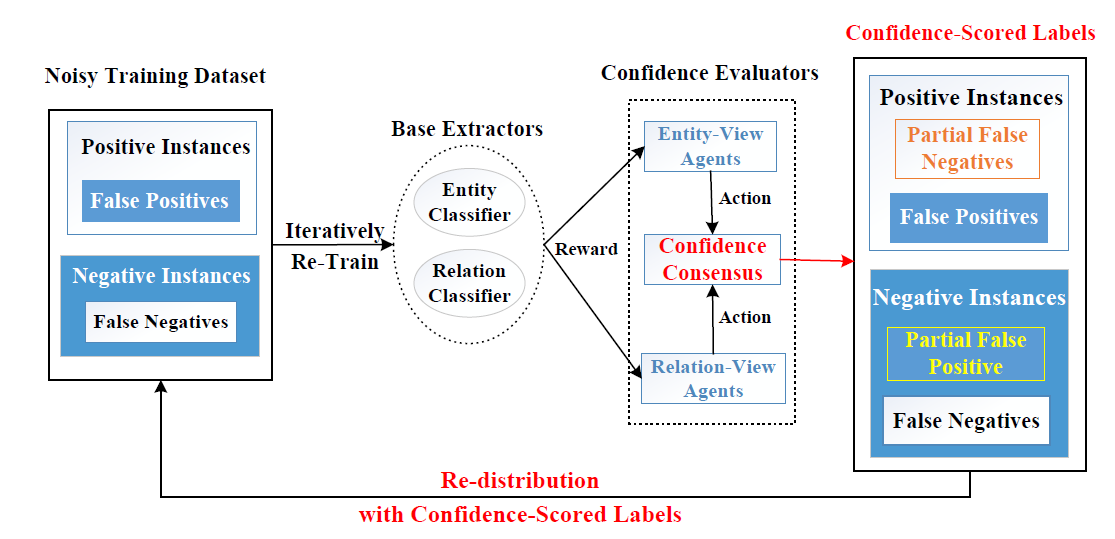 Noisy Training Dataset
Positive Instances
False Positives
Negative Instances
False Negatives
Iteratively
Re-Train
Base Extractors
Entity
Classifier
Relation
Classifier
Reward
Confidence Evaluators
Entity-View
Agents
Action
Confidence
Consensus
Action
Relation-View
Agents
Confidence-Scored Labels
Positive Instances
Partial False
Negatives
False Positives
Negative Instances
Partial False
Positive
False Negatives
Re-distribution
with Confidence-Scored Labels